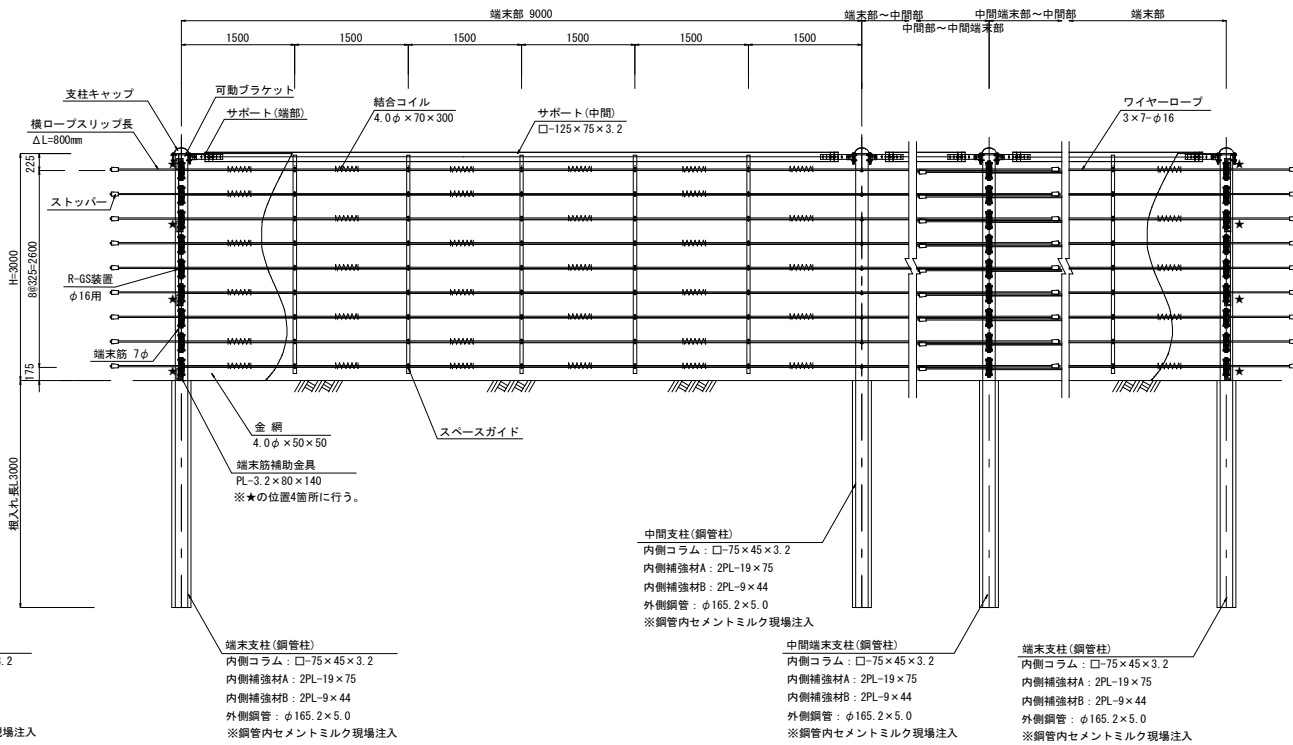 端末部 9000
端末部～中間部
中間端末部～中間部
端末部
中間部～中間端末部
1500
1500
1500
1500
1500
1500
支柱キャップ
可動ブラケット
サポート(端部)
結合コイル
4.0φ×70×300
サポート(中間)
□-125×75×3.2
ワイヤーロープ
3×7-φ16
横ロープスリップ長
ΔL=800mm
225
ストッパー
H=3000
8@325=2600
R-GS装置
φ16用
端末筋 7φ
175
★
★
★
★
★
★
★
★
金 網
4.0φ×50×50
スペースガイド
端末筋補助金具
PL-3.2×80×140
※★の位置4箇所に行う。
根入れ長L3000
中間支柱(鋼管柱)
内側コラム：□-75×45×3.2
内側補強材A：2PL-19×75
内側補強材B：2PL-9×44
外側鋼管：φ165.2×5.0
※鋼管内セメントミルク現場注入
3.2
現場注入
端末支柱(鋼管柱)
内側コラム：□-75×45×3.2
内側補強材A：2PL-19×75
内側補強材B：2PL-9×44
外側鋼管：φ165.2×5.0
※鋼管内セメントミルク現場注入
中間端末支柱(鋼管柱)
内側コラム：□-75×45×3.2
内側補強材A：2PL-19×75
内側補強材B：2PL-9×44
外側鋼管：φ165.2×5.0
※鋼管内セメントミルク現場注入
端末支柱(鋼管柱)
内側コラム：□-75×45×3.2
内側補強材A：2PL-19×75
内側補強材B：2PL-9×44
外側鋼管：φ165.2×5.0
※鋼管内セメントミルク現場注入